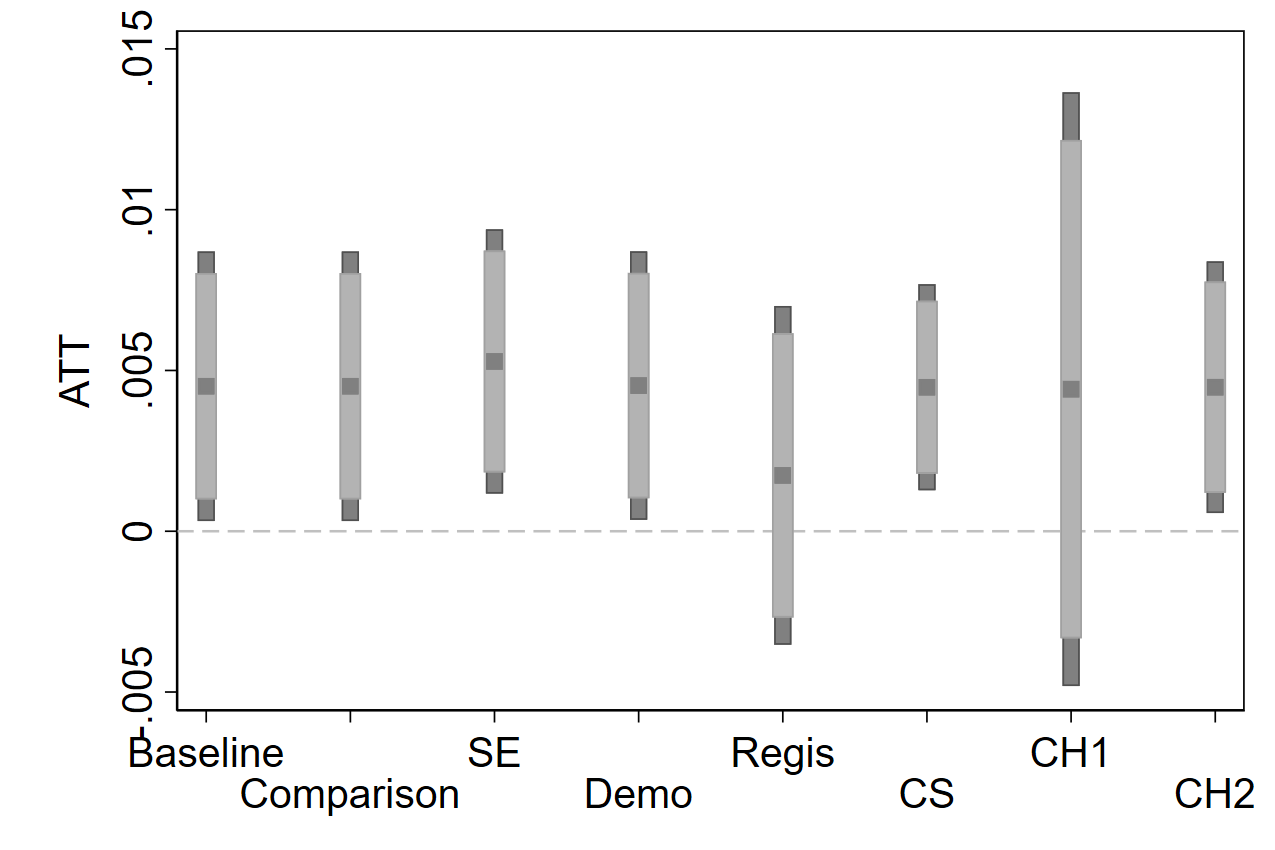 ATT
.015
.01
.005
0
-.005
Baseline
SE
Regis
CH1
Comparison
Demo
CS
CH2